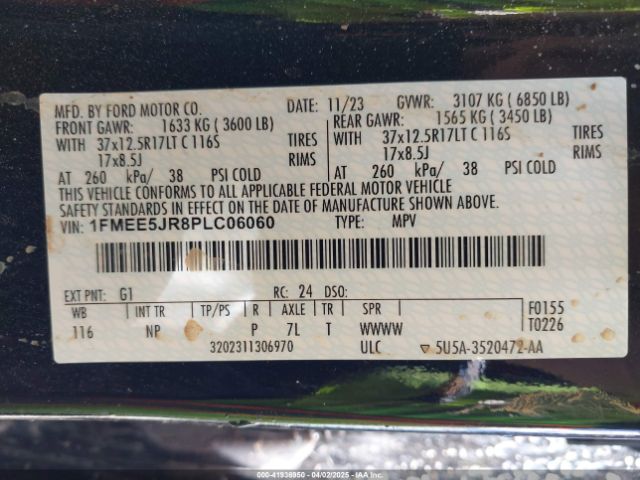 MFD. BY FORD MOTOR CO. DATE: 11/23 GVWR: 3107 KG ( 6850 LB)
FRONT GAWR: 1633 KG ( 3600 LB) REAR GAWR: 1565 KG ( 3450 LB)
WITH 37x12.5R17LT C 116S TIRES WITH 37x12.5R17LT C 116S TIRES
17x8.5J RIMS 17x8.5J RIMS
AT 260 kPa/ 38 PSI COLD AT 260 kPa/ 38 PSI COLD
THIS VEHICLE CONFORMS TO ALL APPLICABLE FEDERAL MOTOR VEHICLE
SAFETY STANDARDS IN EFFECT ON THE DATE OF MANUFACTURE SHOWN ABOVE.
VIN: 1FMEE5JR8PLC06060 TYPE: MPV
EXT PNT: G1 RC: 24 DSO:
WB INT TR TP/PS R AXLE TR SPR F0155
116 NP P 7L T WWWW T0226
3202311306970 ULC ▽ 5U5A-3520472-AA
000-41936950 - 04/02/2025 - IAAI.COM